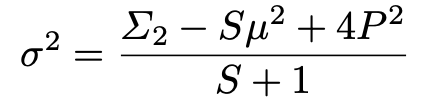 σ² = (Σ₂ − Sμ² + 4P²) / (S + 1)